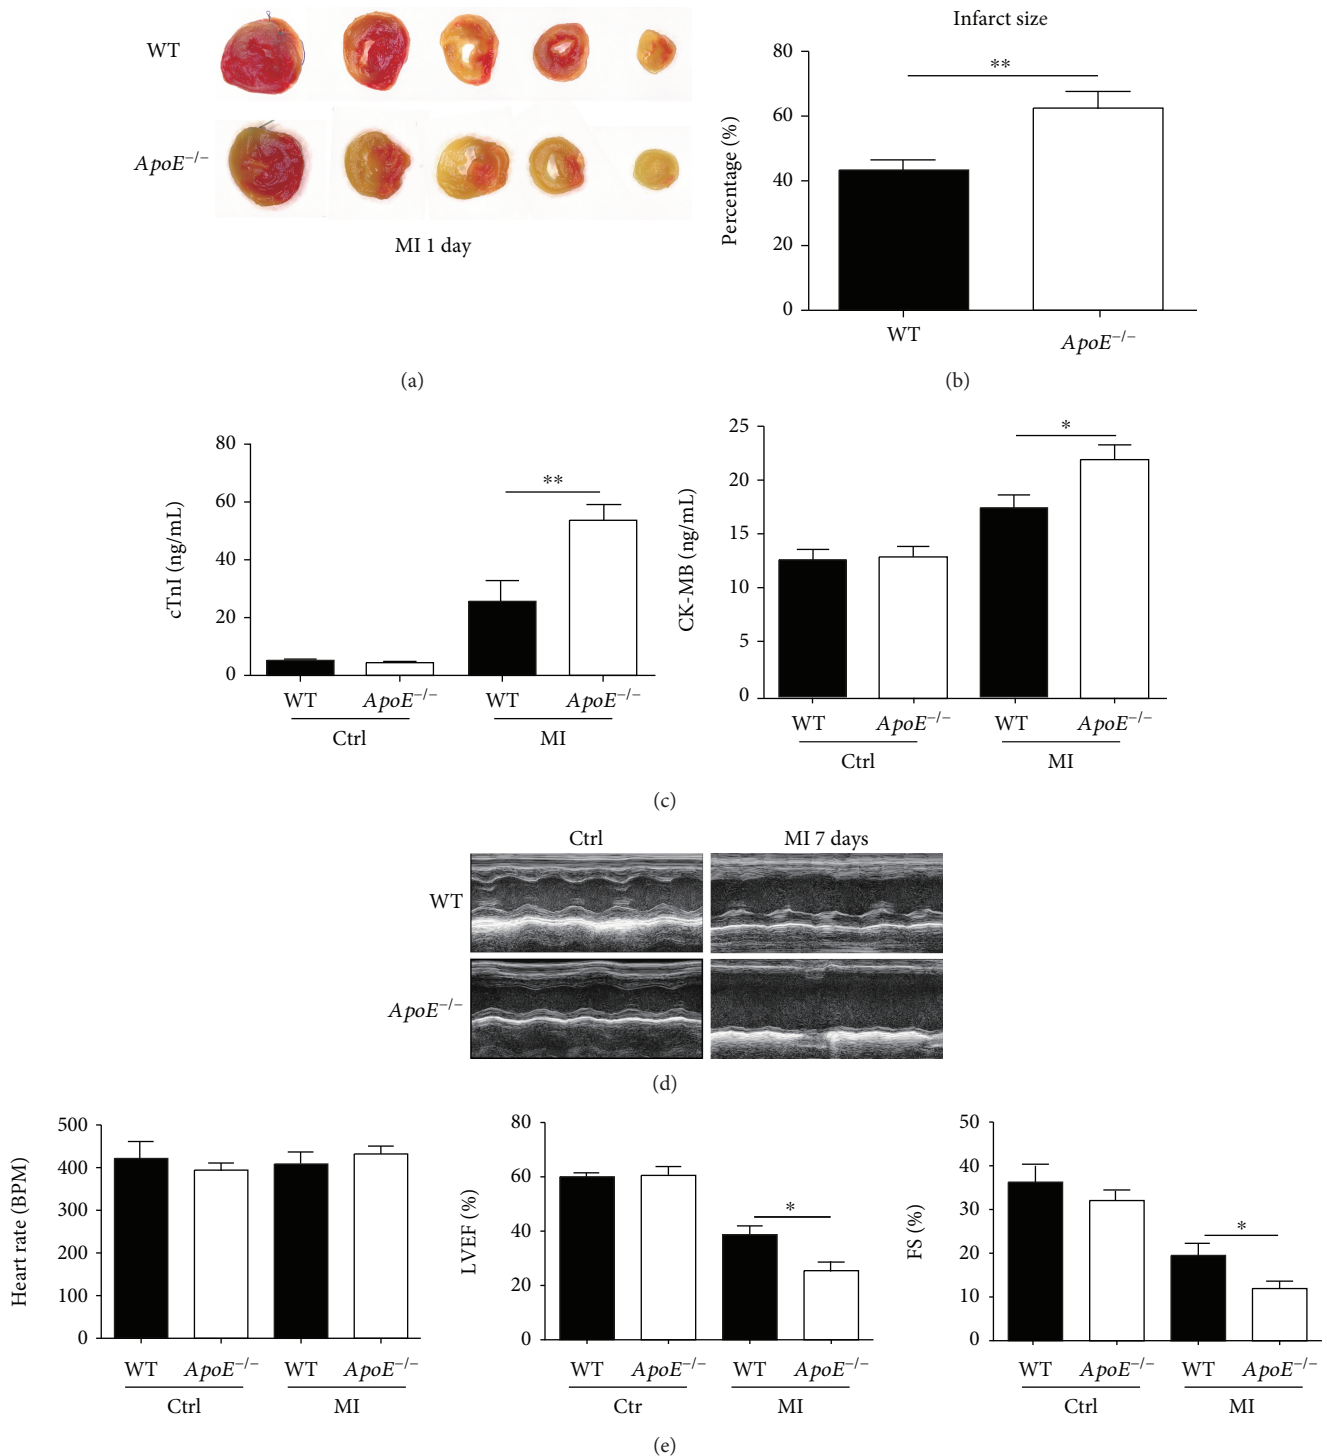 WT
ApoE−/−
MI 1 day
(a)
Infarct size
Percentage (%)
80
60
40
20
0
**
WT
ApoE−/−
(b)
cTnI (ng/mL)
80
60
40
20
0
**
WT
ApoE−/−
WT
ApoE−/−
Ctrl
MI
CK-MB (ng/mL)
25
20
15
10
5
0
*
WT
ApoE−/−
WT
ApoE−/−
Ctrl
MI
(c)
Ctrl
MI 7 days
WT
ApoE−/−
(d)
Heart rate (BPM)
500
400
300
200
100
0
WT
ApoE−/−
WT
ApoE−/−
Ctrl
MI
LVEF (%)
80
60
40
20
0
*
WT
ApoE−/−
WT
ApoE−/−
Ctr
MI
FS (%)
50
40
30
20
10
0
*
WT
ApoE−/−
WT
ApoE−/−
Ctrl
MI
(e)